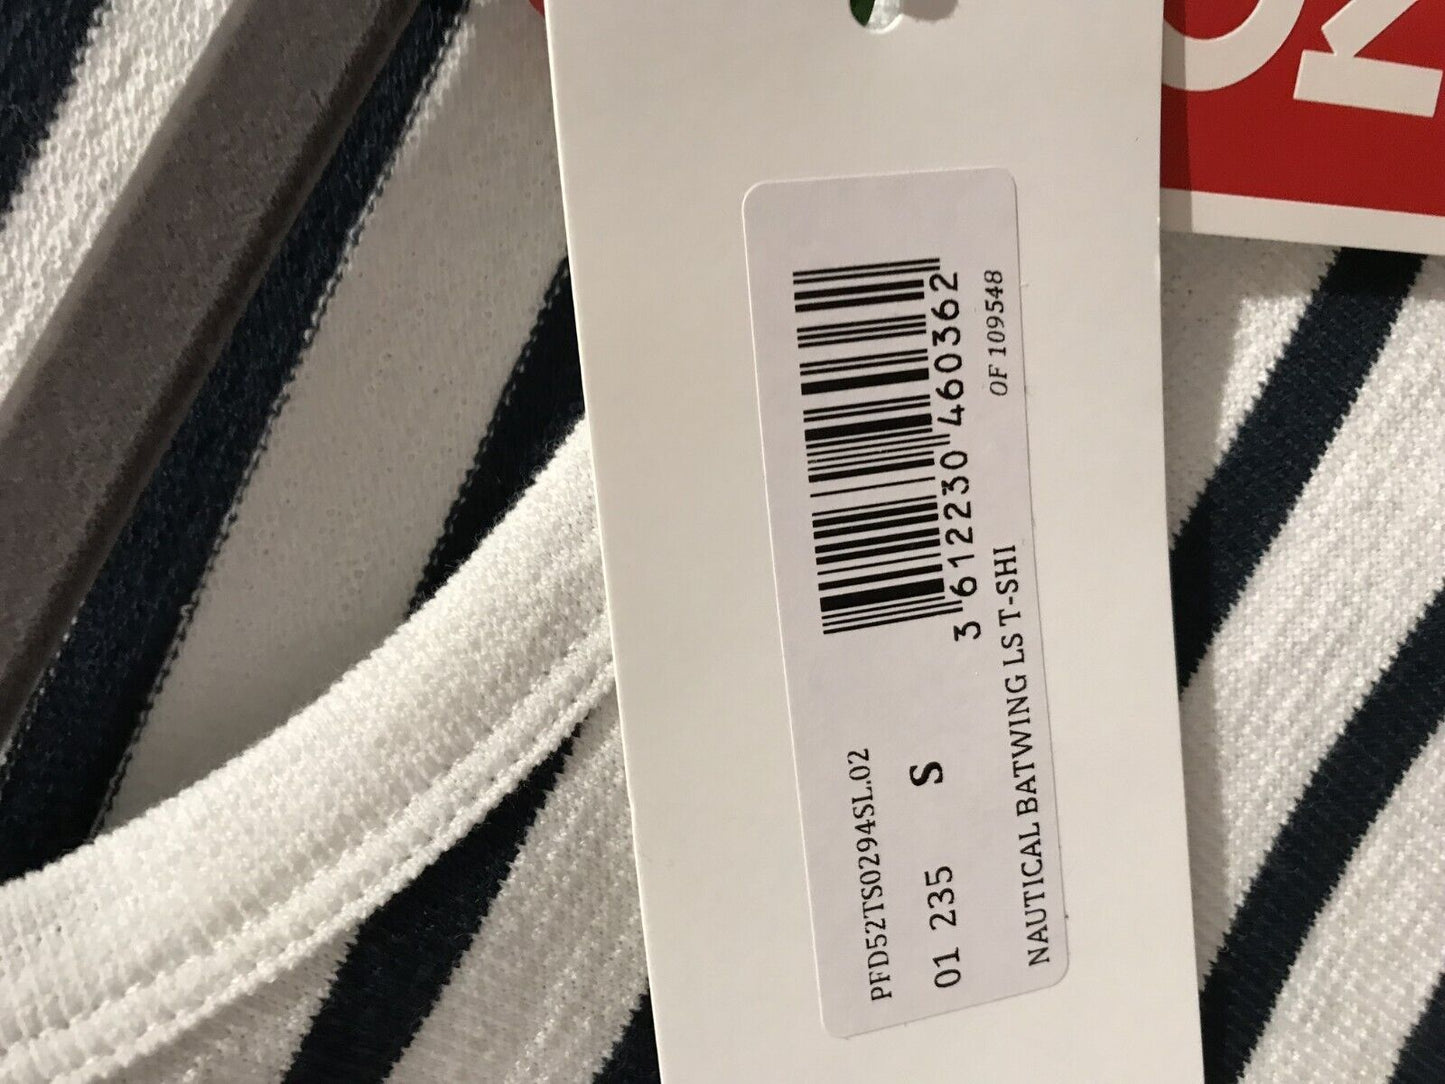 PFD52TS0294SL.02
01 235 S
3 612230 460362
NAUTICAL BATWING LS T-SHI
OF 109548